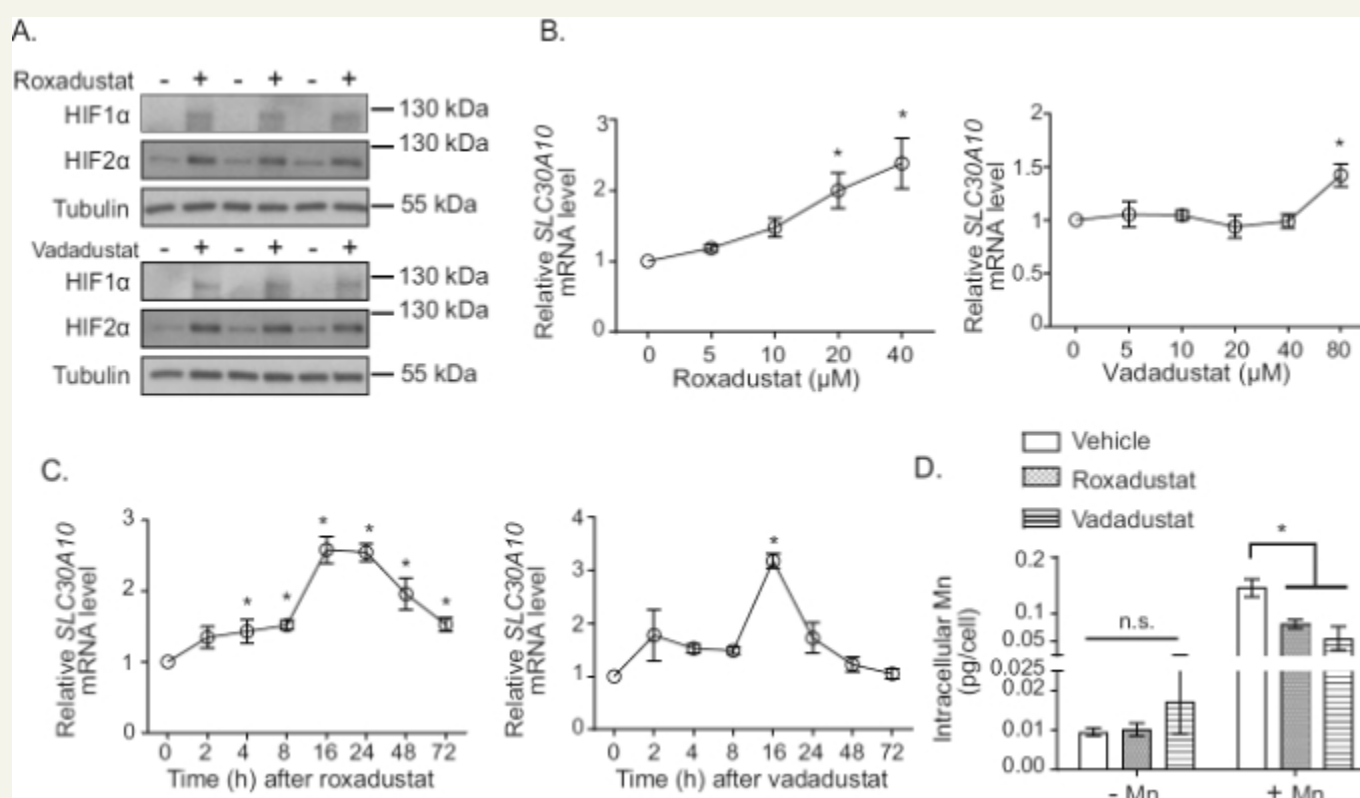 A.
Roxadustat - + - + - +
HIF1α 130 kDa
HIF2α 130 kDa
Tubulin 55 kDa
Vadadustat - + - + - +
HIF1α 130 kDa
HIF2α 130 kDa
Tubulin 55 kDa
B.
Relative SLC30A10
mRNA level
3
2
1
0
* *
0 5 10 20 40
Roxadustat (µM)
Relative SLC30A10
mRNA level
2
1.5
1
0.5
0
*
0 5 10 20 40 80
Vadadustat (µM)
C.
Relative SLC30A10
mRNA level
3
2
1
0
* * * * * *
0 2 4 8 16 24 48 72
Time (h) after roxadustat
Relative SLC30A10
mRNA level
4
3
2
1
0
*
0 2 4 8 16 24 48 72
Time (h) after vadadustat
D.
Vehicle
Roxadustat
Vadadustat
Intracellular Mn
(pg/cell)
0.2
0.1
0.05
0.025
0.02
0.01
0.00
n.s.
*
- Mn + Mn